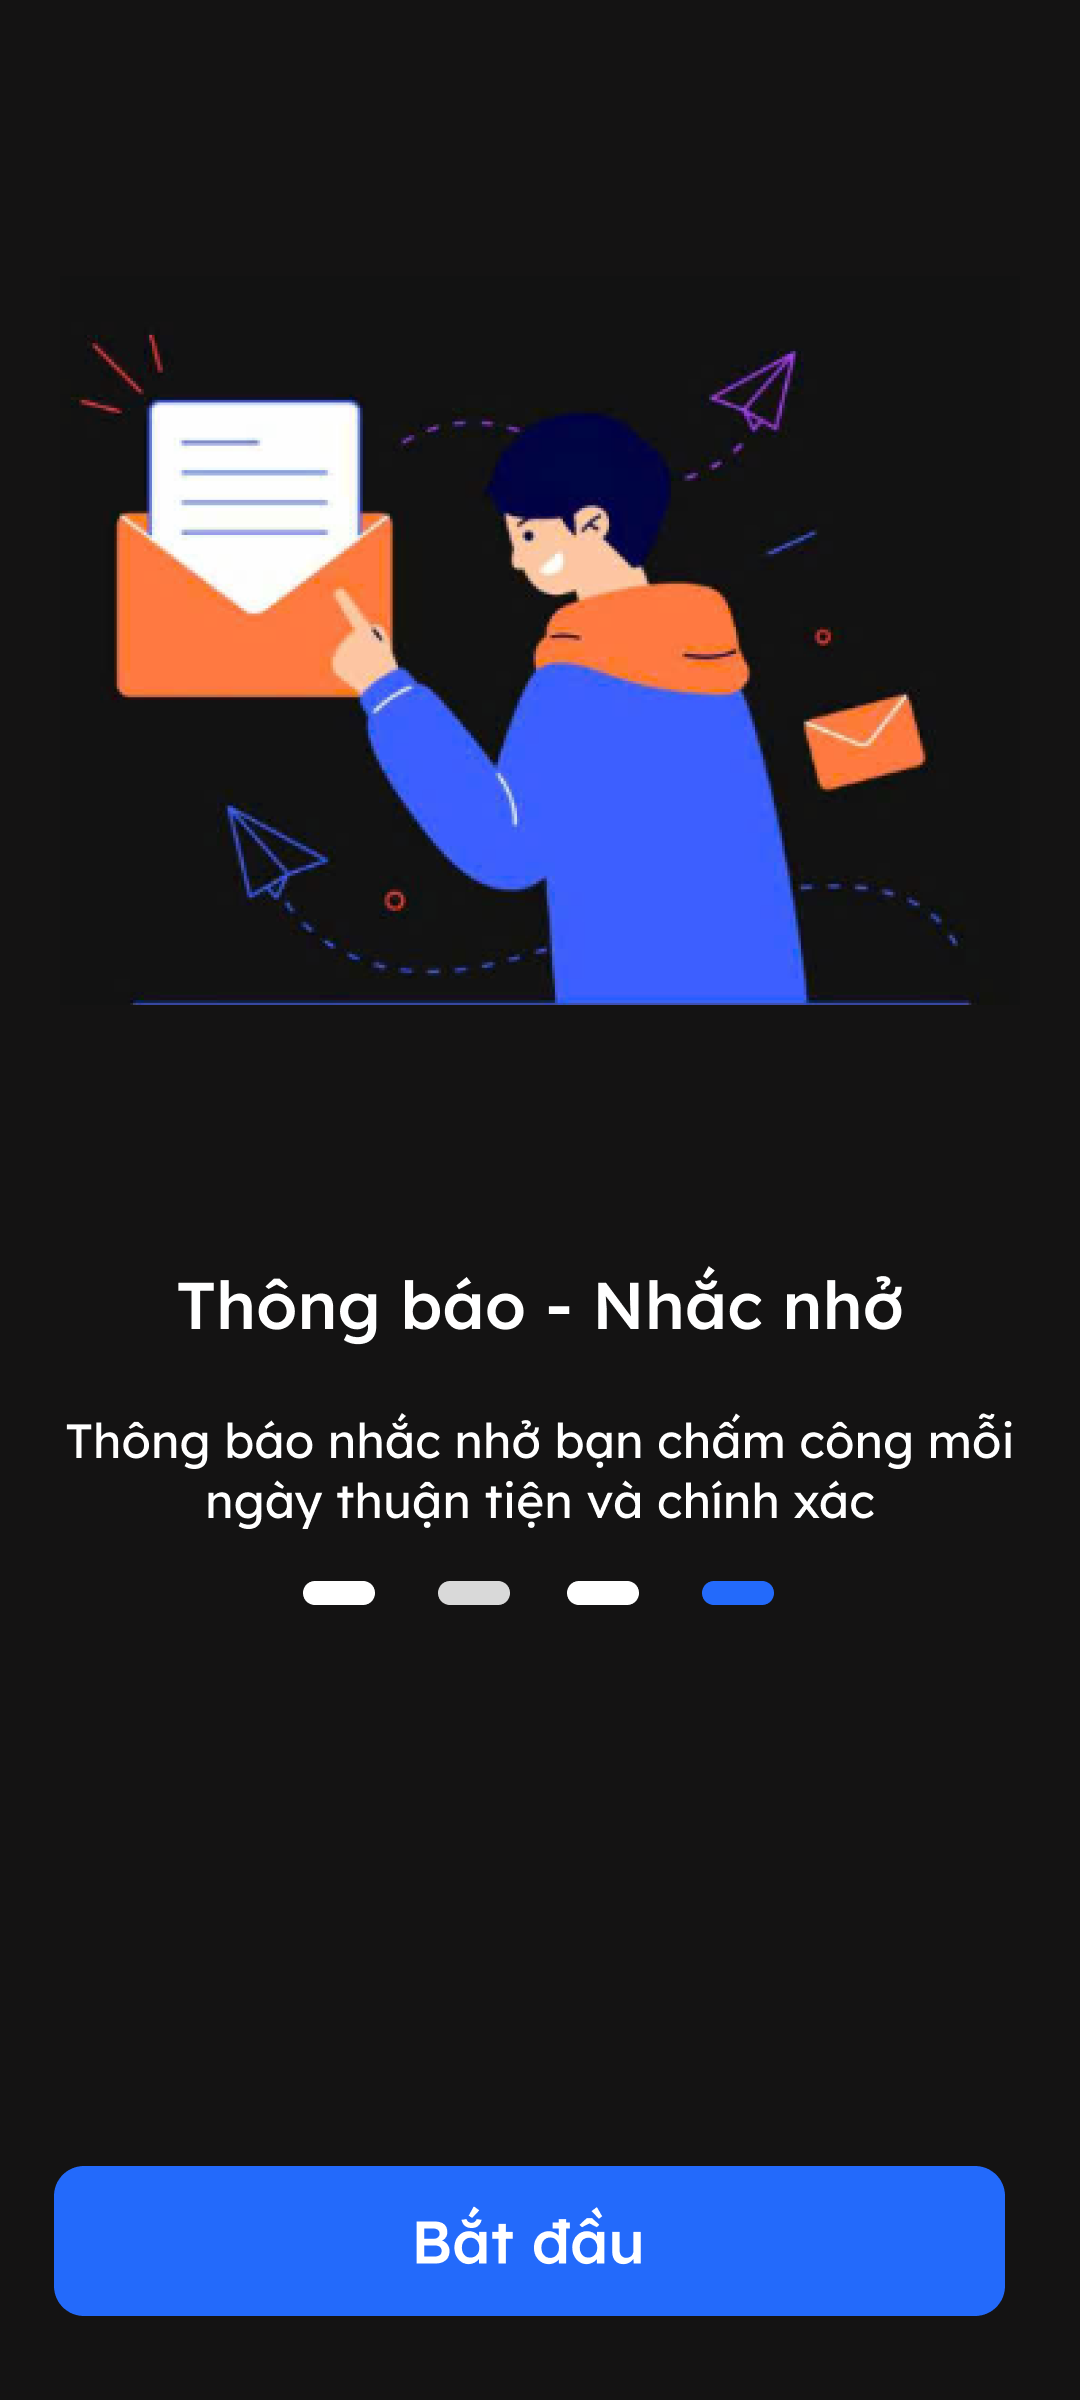 Thông báo - Nhắc nhở
Thông báo nhắc nhở bạn chấm công mỗi
ngày thuận tiện và chính xác
Bắt đầu